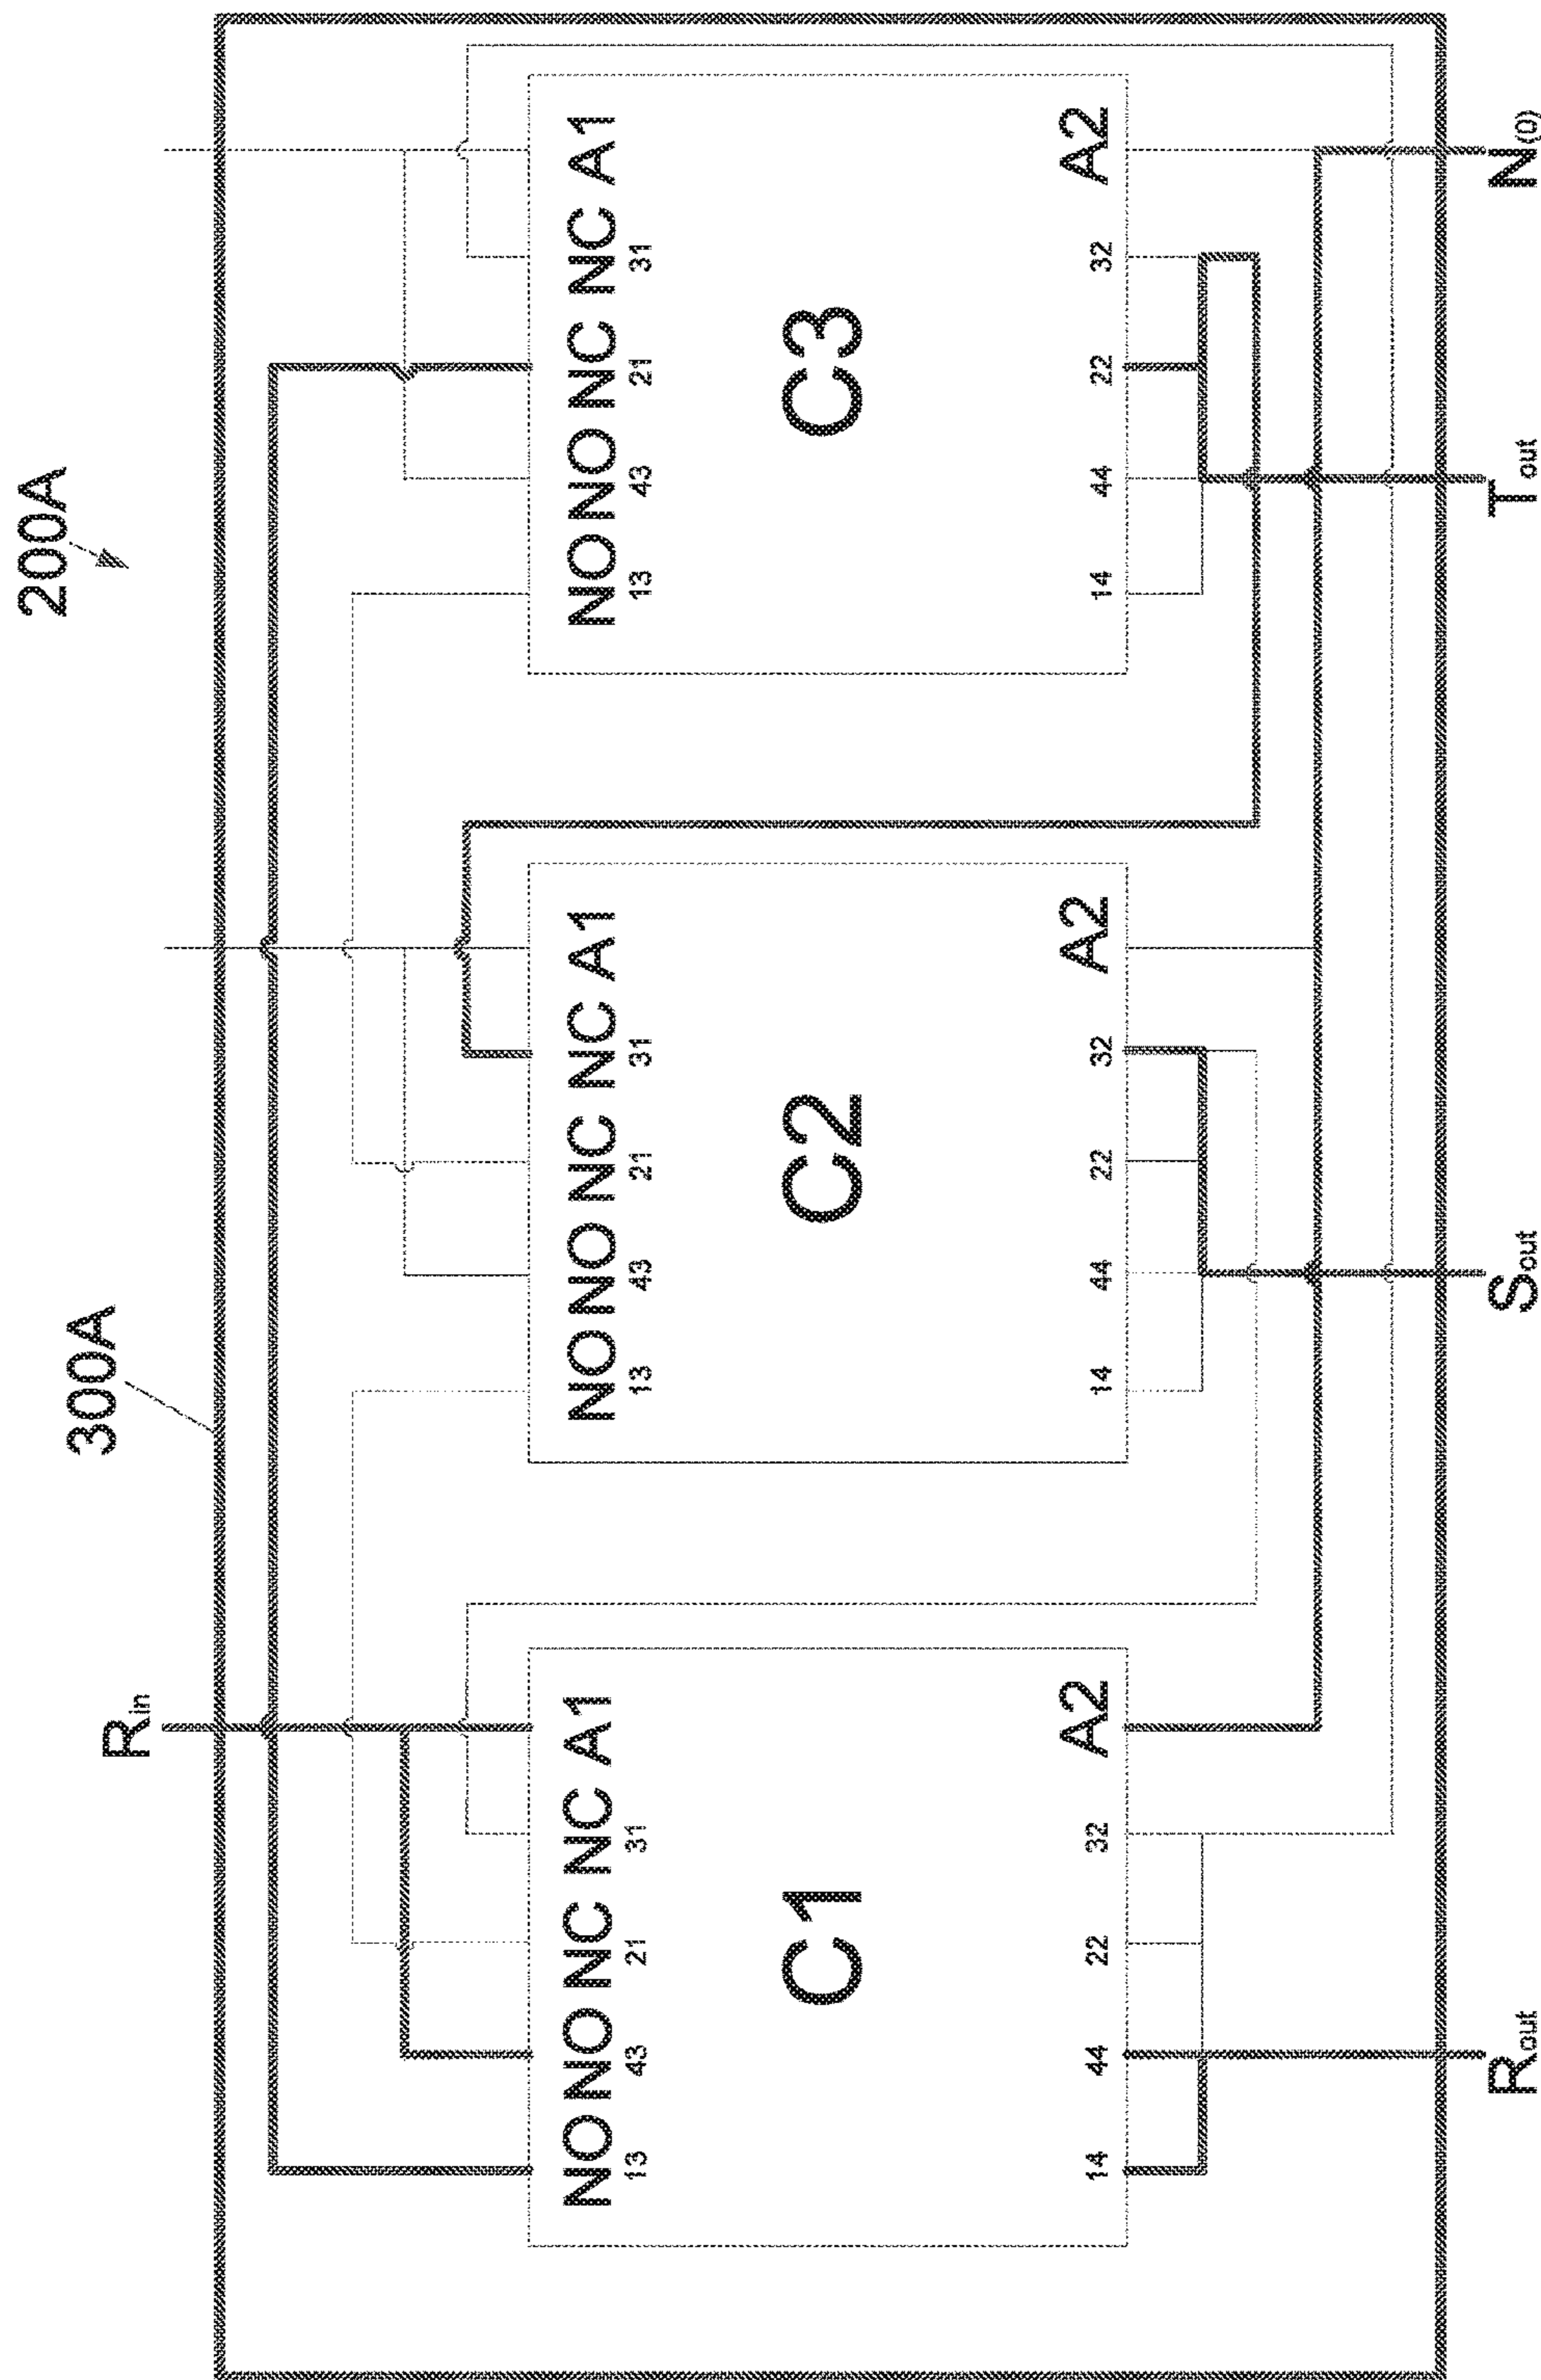 200A
300A
Rin
NO NO NC NC A1
13 43 21 31
C1
14 44 22 32 A2
NO NO NC NC A1
13 43 21 31
C2
14 44 22 32 A2
NO NO NC NC A1
13 43 21 31
C3
14 44 22 32 A2
Rout
Sout
Tout
N(0)